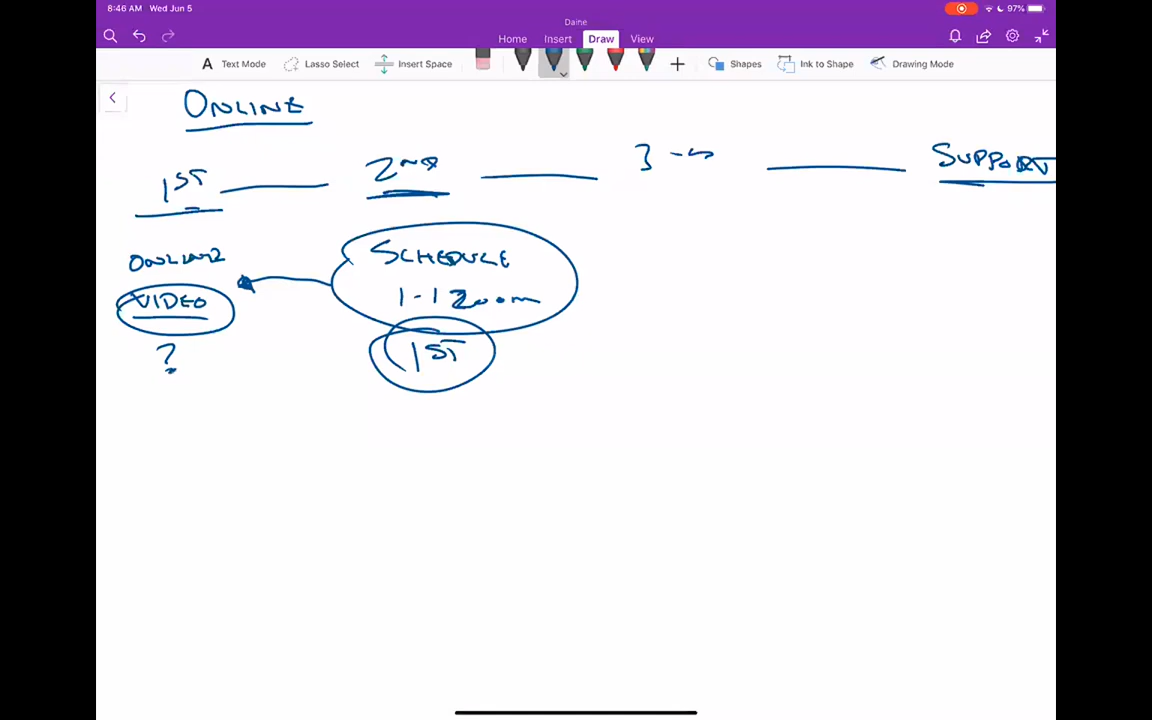 8:46 AM Wed Jun 5
97%
Daine
Home Insert Draw View
Text Mode Lasso Select Insert Space Shapes Ink to Shape Drawing Mode
ONLINE
1ST 2ND 3 SUPPORT
ONLINE SCHEDULE
VIDEO 1-1 Zoom
? 1ST